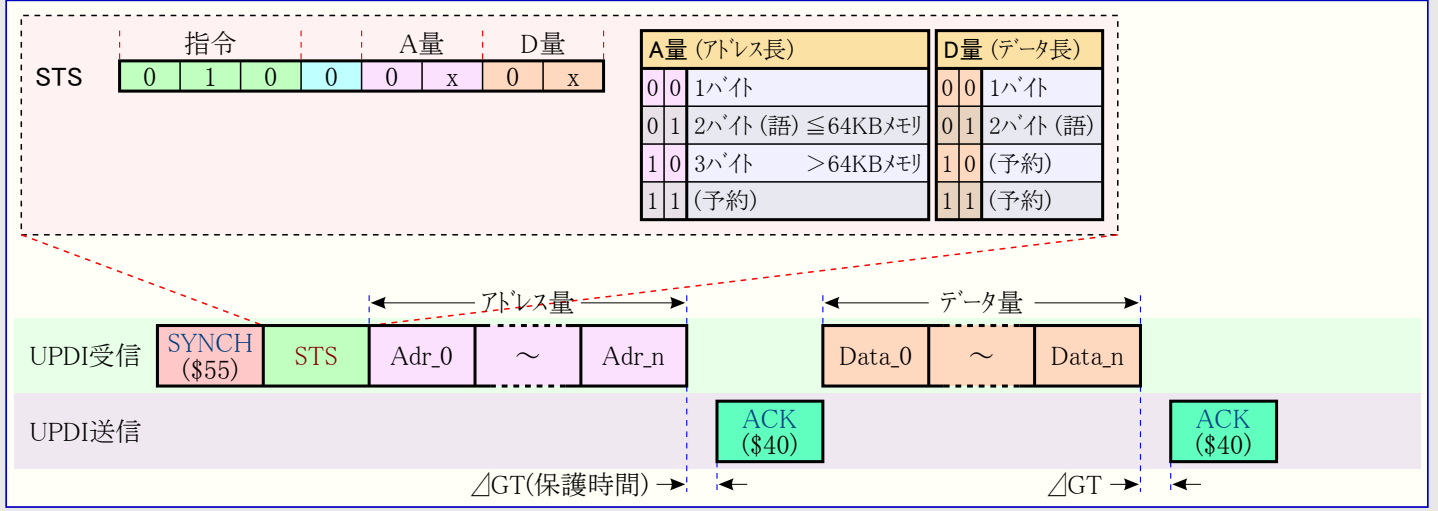 指令 A量 D量
STS 0 1 0 0 0 x 0 x
A量 (アドレス長)
0 0 1バイト
0 1 2バイト (語) ≦64KBメモリ
1 0 3バイト >64KBメモリ
1 1 (予約)
D量 (データ長)
0 0 1バイト
0 1 2バイト (語)
1 0 (予約)
1 1 (予約)
アドレス量 データ量
UPDI受信 SYNCH ($55) STS Adr_0 ~ Adr_n Data_0 ~ Data_n
UPDI送信 ACK ($40) ACK ($40)
⊿GT(保護時間) ⊿GT